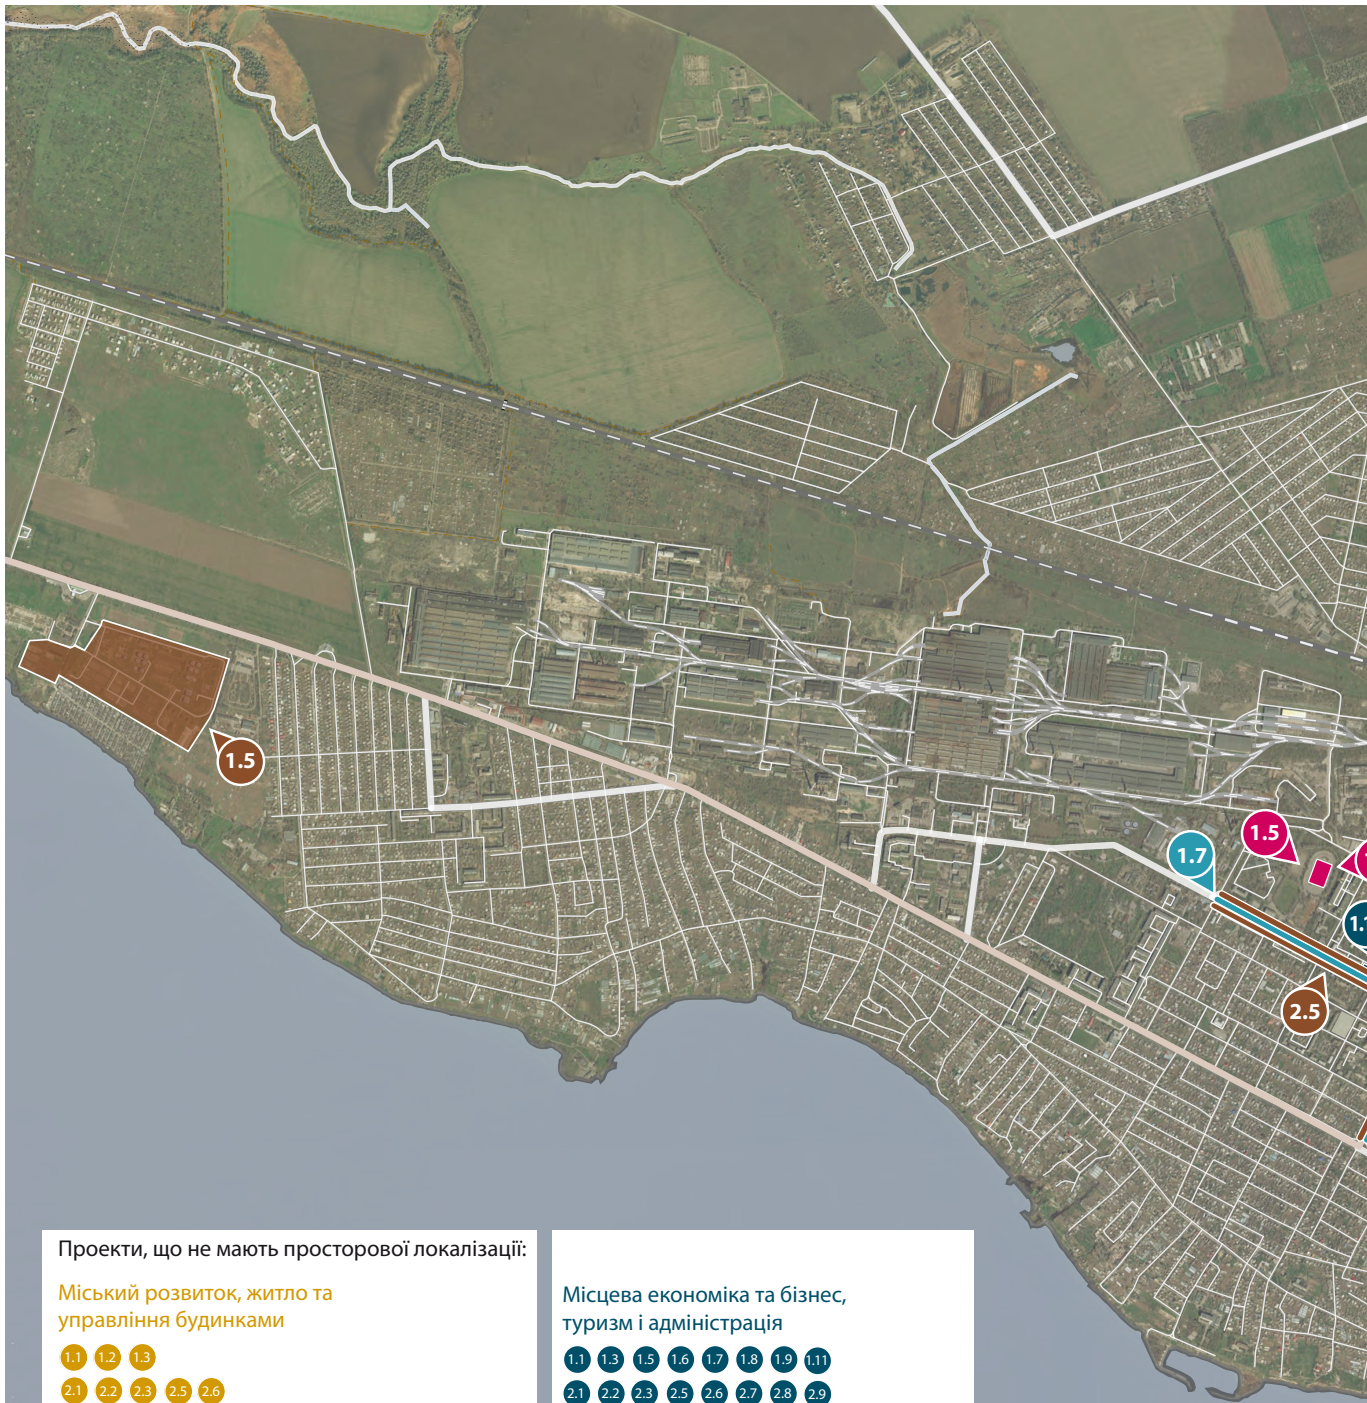 1.5
1.5
1.7
2.5
Проекти, що не мають просторової локалізації:
Міський розвиток, житло та
управління будинками
1.1 1.2 1.3
2.1 2.2 2.3 2.5 2.6
Місцева економіка та бізнес,
туризм і адміністрація
1.1 1.3 1.5 1.6 1.7 1.8 1.9 1.11
2.1 2.2 2.3 2.5 2.6 2.7 2.8 2.9